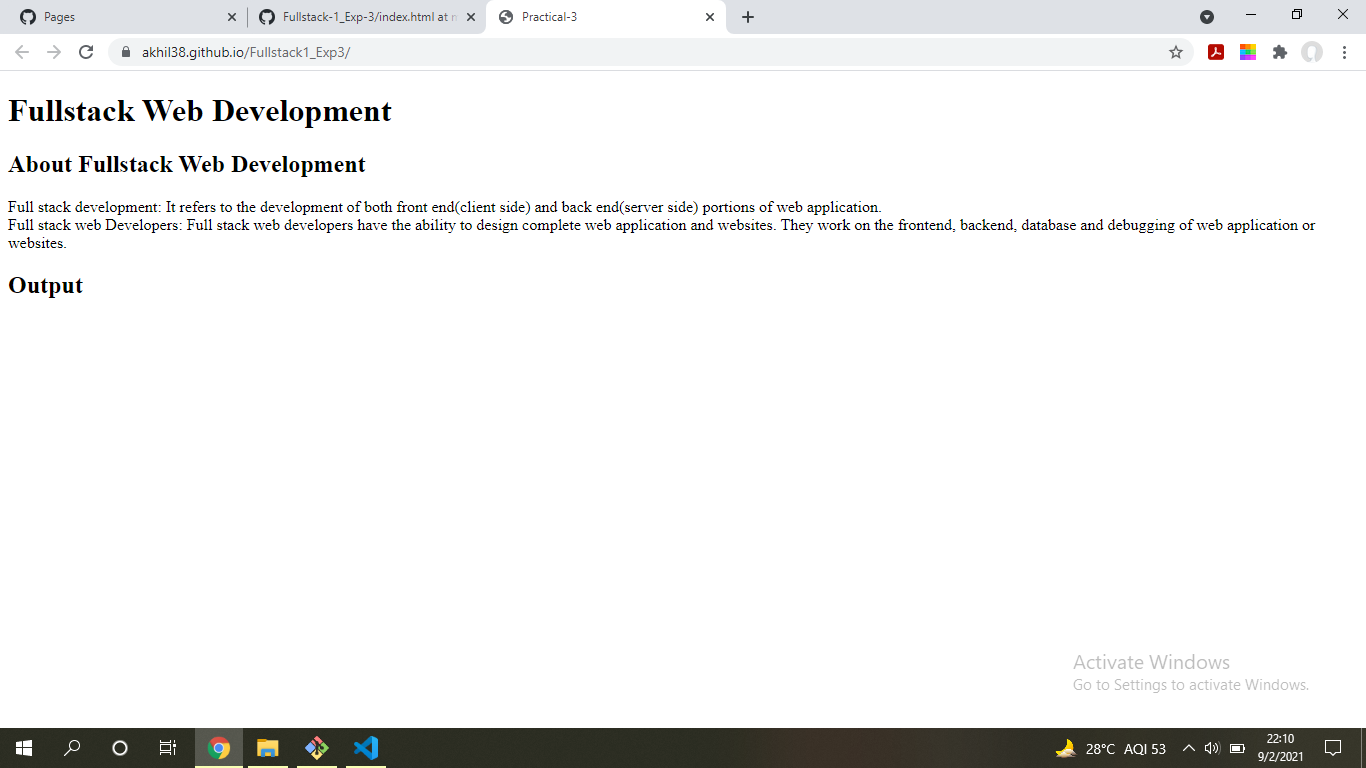 Pages
Fullstack-1_Exp-3/index.html at
Practical-3
akhil38.github.io/Fullstack1_Exp3/
Fullstack Web Development
About Fullstack Web Development
Full stack development: It refers to the development of both front end(client side) and back end(server side) portions of web application.
Full stack web Developers: Full stack web developers have the ability to design complete web application and websites. They work on the frontend, backend, database and debugging of web application or
websites.
Output
Activate Windows
Go to Settings to activate Windows.
28°C AQI 53
22:10
9/2/2021